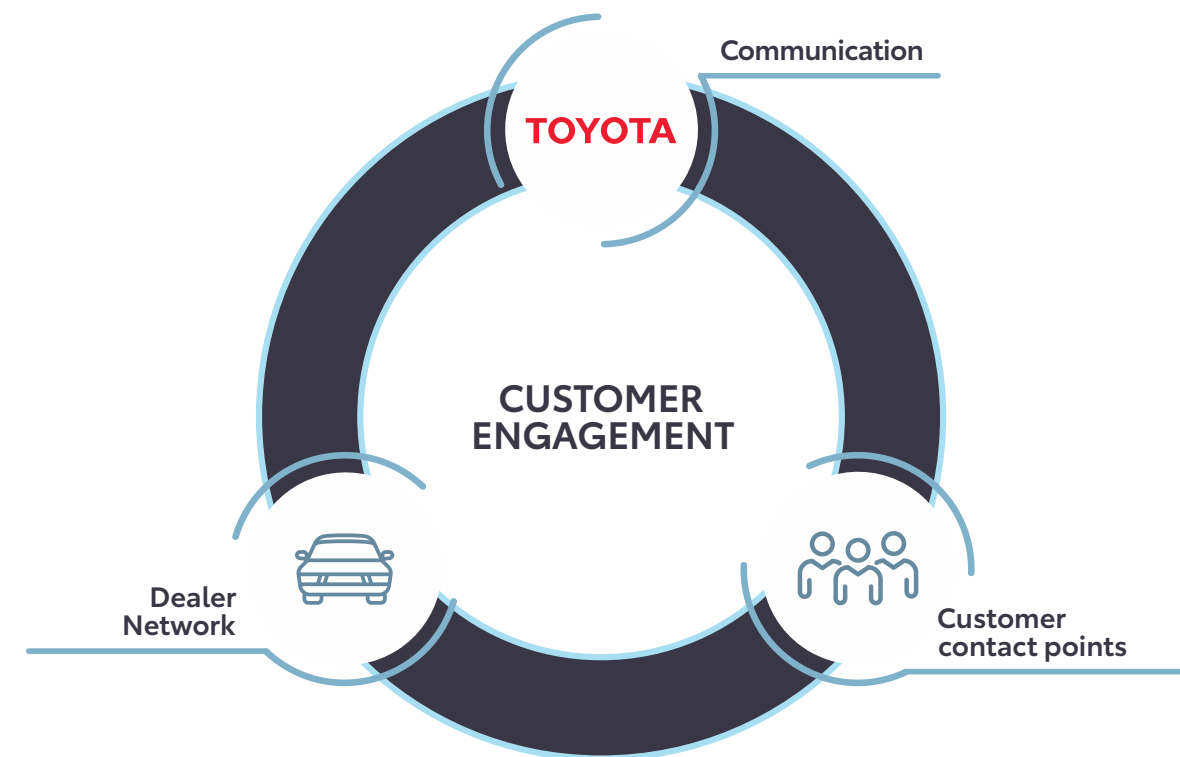 Communication
TOYOTA
CUSTOMER
ENGAGEMENT
Dealer
Network
Customer
contact points